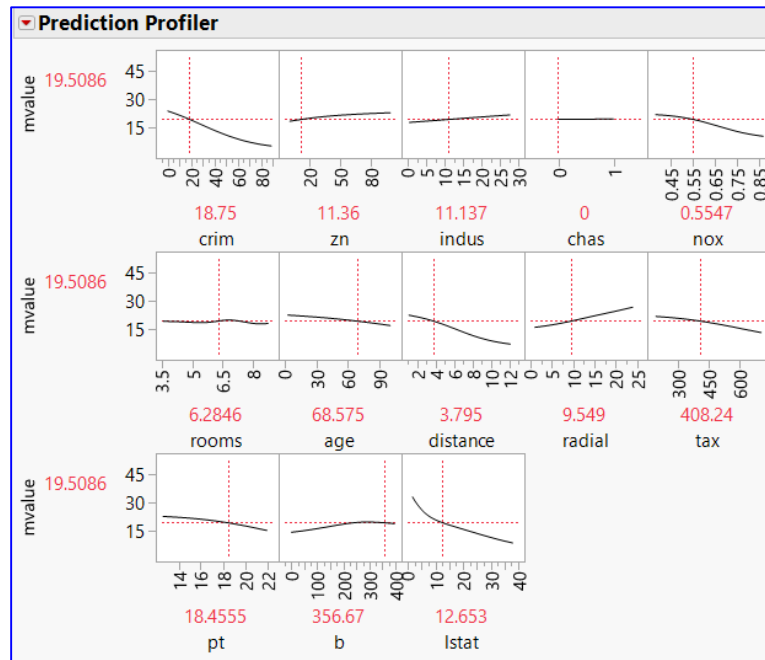 Prediction Profiler
mvalue
19.5086
45
30
15
0 20 40 60 80
20 40 60 80
0 5 10 15 20 25 30
0 1
0.45 0.55 0.65 0.75 0.85
18.75 11.36 11.137 0 0.5547
crim zn indus chas nox
mvalue
19.5086
45
30
15
3.5 5 6.5 8
0 30 60 90
2 4 6 8 10 12
0 5 10 15 20 25
300 450 600
6.2846 68.575 3.795 9.549 408.24
rooms age distance radial tax
mvalue
19.5086
45
30
15
14 16 18 20 22
0 100 200 300 400
0 10 20 30 40
18.4555 356.67 12.653
pt b lstat